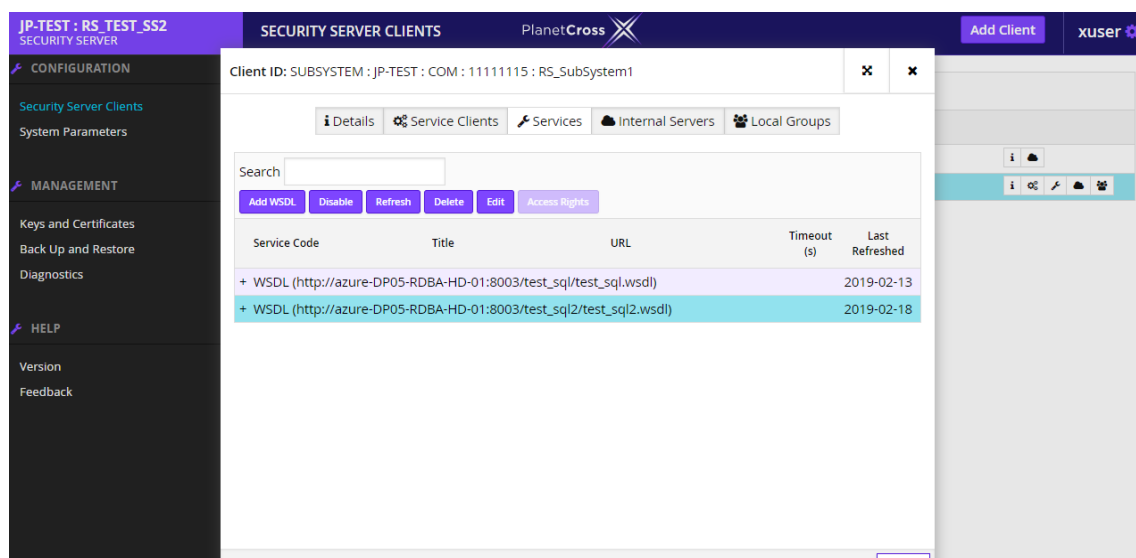 JP-TEST : RS_TEST_SS2
SECURITY SERVER
SECURITY SERVER CLIENTS
PlanetCross
Add Client
xuser
CONFIGURATION
Security Server Clients
System Parameters
MANAGEMENT
Keys and Certificates
Back Up and Restore
Diagnostics
HELP
Version
Feedback
Client ID: SUBSYSTEM : JP-TEST : COM : 11111115 : RS_SubSystem1
Details Service Clients Services Internal Servers Local Groups
Search
Add WSDL Disable Refresh Delete Edit Access Rights
Service Code Title URL Timeout (s) Last Refreshed
+ WSDL (http://azure-DP05-RDBA-HD-01:8003/test_sql/test_sql.wsdl) 2019-02-13
+ WSDL (http://azure-DP05-RDBA-HD-01:8003/test_sql2/test_sql2.wsdl) 2019-02-18